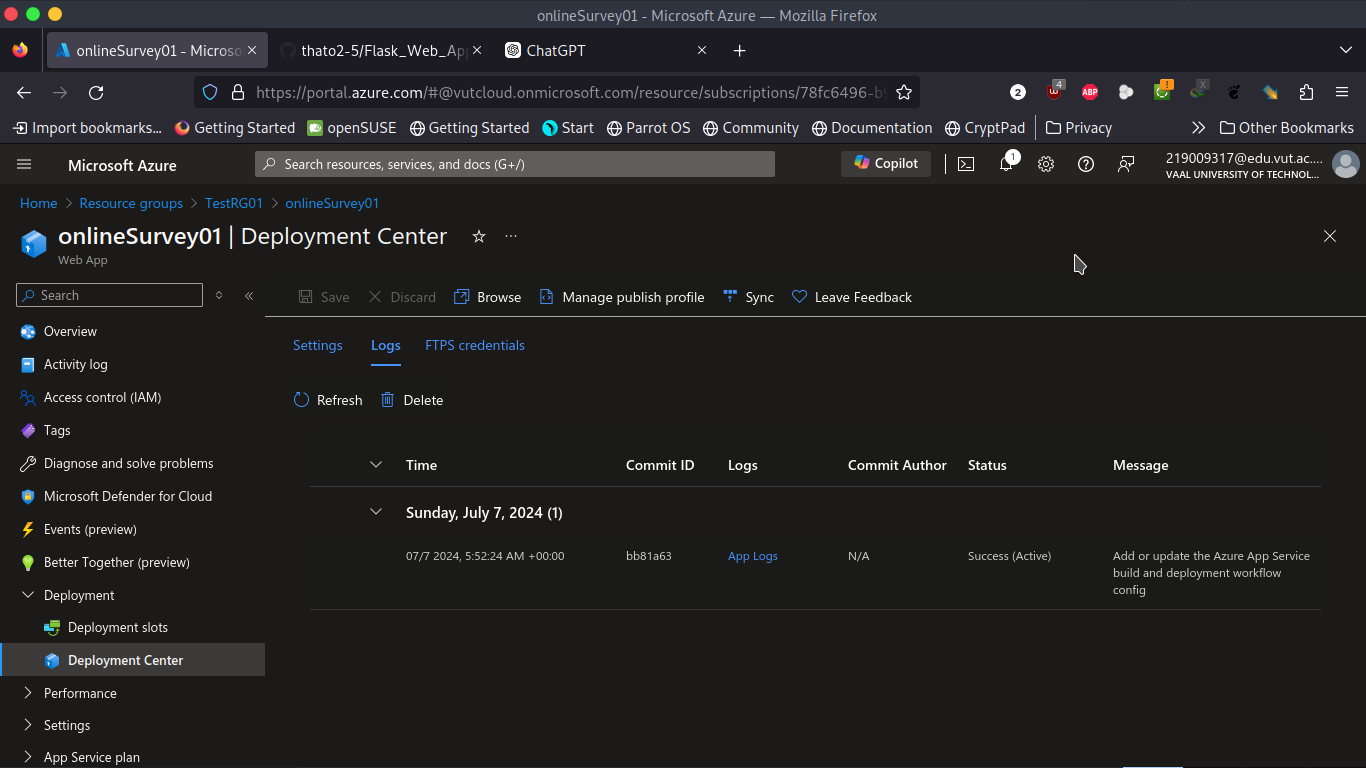 onlineSurvey01 - Microsoft Azure — Mozilla Firefox
onlineSurvey01 - Microso
thato2-5/Flask_Web_Ap
ChatGPT
https://portal.azure.com/#@vutcloud.onmicrosoft.com/resource/subscriptions/78fc6496-b
2
4
ABP
!
X
Import bookmarks...
Getting Started
openSUSE
Getting Started
Start
Parrot OS
Community
Documentation
CryptPad
Privacy
Other Bookmarks
Microsoft Azure
Search resources, services, and docs (G+/)
Copilot
1
219009317@edu.vut.ac....
VAAL UNIVERSITY OF TECHNOL...
Home > Resource groups > TestRG01 > onlineSurvey01
onlineSurvey01 | Deployment Center
Web App
Search
Save
Discard
Browse
Manage publish profile
Sync
Leave Feedback
Overview
Activity log
Access control (IAM)
Tags
Diagnose and solve problems
Microsoft Defender for Cloud
Events (preview)
Better Together (preview)
Deployment
Deployment slots
Deployment Center
Performance
Settings
App Service plan
Settings
Logs
FTPS credentials
Refresh
Delete
Time Commit ID Logs Commit Author Status Message
Sunday, July 7, 2024 (1)
07/7 2024, 5:52:24 AM +00:00 bb81a63 App Logs N/A Success (Active) Add or update the Azure App Service
build and deployment workflow
config